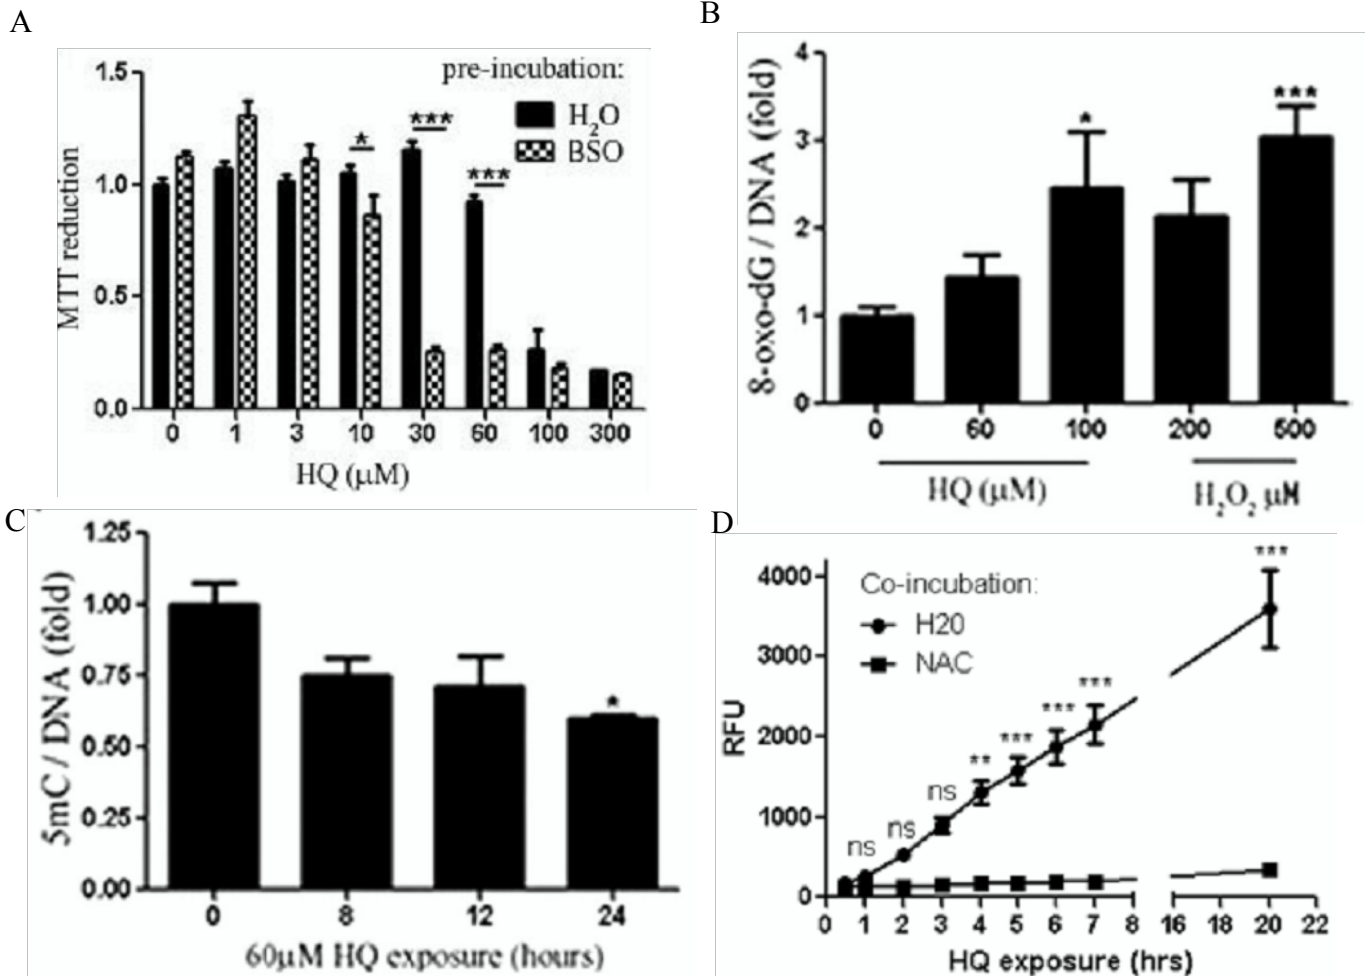 A
1.5
1.0
0.5
0.0
MTT reduction
pre-incubation:
H₂O
BSO
*
***
***
0 1 3 10 30 60 100 300
HQ (μM)
B
4
3
2
1
0
8-oxo-dG / DNA (fold)
*
***
0 60 100 200 500
HQ (μM)
H₂O₂ μM
C
1.25
1.00
0.75
0.50
0.25
0.00
5mC / DNA (fold)
*
0 8 12 24
60μM HQ exposure (hours)
D
4000
3000
2000
1000
0
RFU
Co-incubation:
H20
NAC
ns
ns
ns
**
***
***
***
***
0 1 2 3 4 5 6 7 8 16 18 20 22
HQ exposure (hrs)